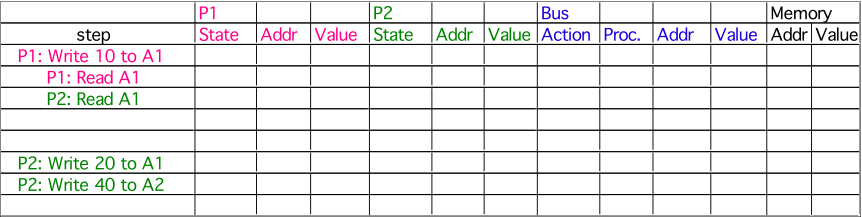 P1 P2 Bus Memory
step State Addr Value State Addr Value Action Proc. Addr Value Addr Value
P1: Write 10 to A1
P1: Read A1
P2: Read A1
P2: Write 20 to A1
P2: Write 40 to A2